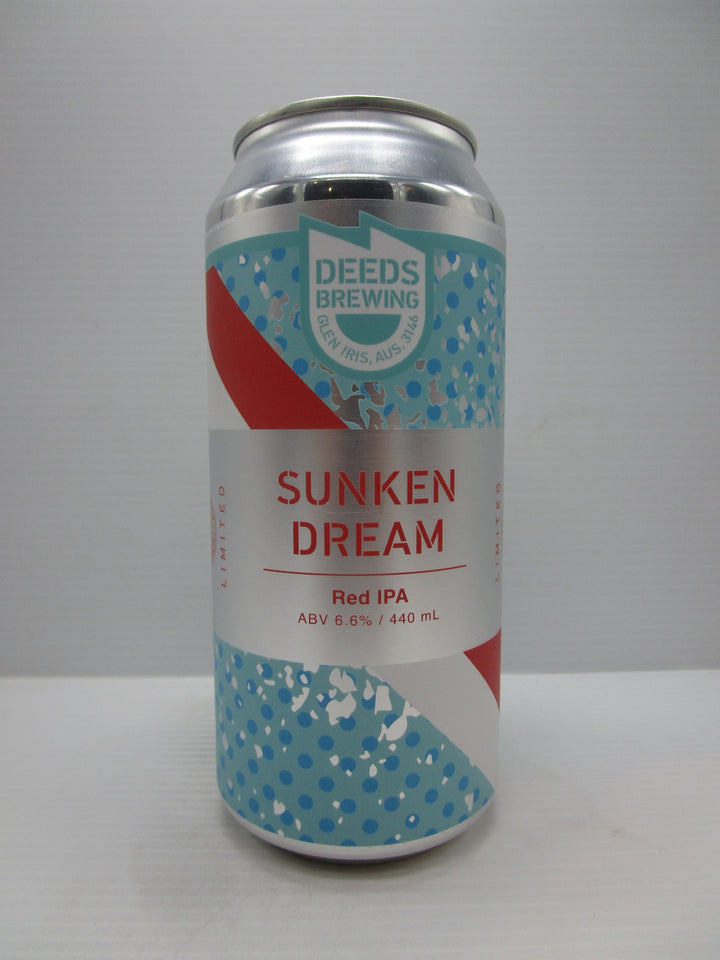 DEEDS
BREWING
GLEN IRIS, AUS. 3146
SUNKEN
DREAM
Red IPA
ABV 6.6% / 440 mL
LIMITED
LIMITED